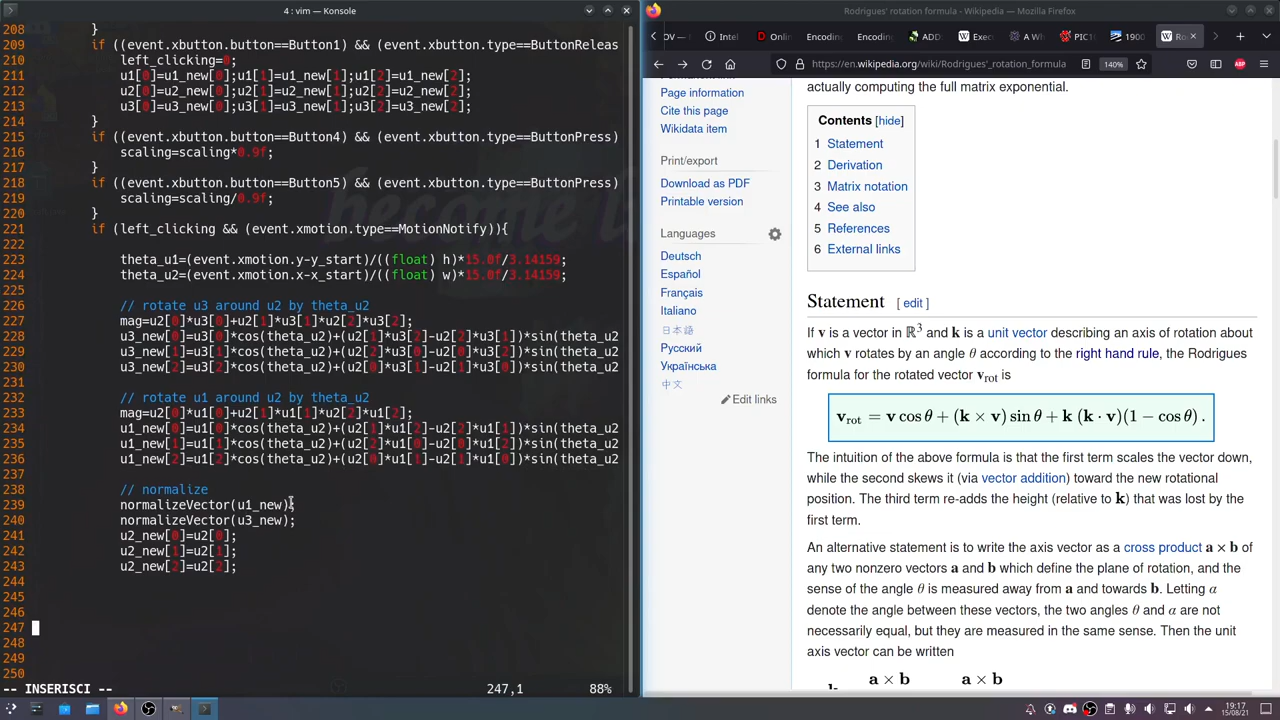 4 : vim — Konsole
208 }
209 if ((event.xbutton.button==Button1) && (event.xbutton.type==ButtonReleas
210 left_clicking=0;
211 u1[0]=u1_new[0];u1[1]=u1_new[1];u1[2]=u1_new[2];
212 u2[0]=u2_new[0];u2[1]=u2_new[1];u2[2]=u2_new[2];
213 u3[0]=u3_new[0];u3[1]=u3_new[1];u3[2]=u3_new[2];
214 }
215 if ((event.xbutton.button==Button4) && (event.xbutton.type==ButtonPress)
216 scaling=scaling*0.9f;
217 }
218 if ((event.xbutton.button==Button5) && (event.xbutton.type==ButtonPress)
219 scaling=scaling/0.9f;
220 }
221 if (left_clicking && (event.xmotion.type==MotionNotify)){
222
223 theta_u1=(event.xmotion.y-y_start)/((float) h)*15.0f/3.14159;
224 theta_u2=(event.xmotion.x-x_start)/((float) w)*15.0f/3.14159;
225
226 // rotate u3 around u2 by theta_u2
227 mag=u2[0]*u3[0]+u2[1]*u3[1]*u2[2]*u3[2];
228 u3_new[0]=u3[0]*cos(theta_u2)+(u2[1]*u3[2]-u2[2]*u3[1])*sin(theta_u2
229 u3_new[1]=u3[1]*cos(theta_u2)+(u2[2]*u3[0]-u2[0]*u3[2])*sin(theta_u2
230 u3_new[2]=u3[2]*cos(theta_u2)+(u2[0]*u3[1]-u2[1]*u3[0])*sin(theta_u2
231
232 // rotate u1 around u2 by theta_u2
233 mag=u2[0]*u1[0]+u2[1]*u1[1]*u2[2]*u1[2];
234 u1_new[0]=u1[0]*cos(theta_u2)+(u2[1]*u1[2]-u2[2]*u1[1])*sin(theta_u2
235 u1_new[1]=u1[1]*cos(theta_u2)+(u2[2]*u1[0]-u2[0]*u1[2])*sin(theta_u2
236 u1_new[2]=u1[2]*cos(theta_u2)+(u2[0]*u1[1]-u2[1]*u1[0])*sin(theta_u2
237
238 // normalize
239 normalizeVector(u1_new);
240 normalizeVector(u3_new);
241 u2_new[0]=u2[0];
242 u2_new[1]=u2[1];
243 u2_new[2]=u2[2];
244
245
246
247
248
249
250
-- INSERISCI -- 247,1 88%
Rodrigues' rotation formula - Wikipedia — Mozilla Firefox
OV — Intel Onlin Encodin Encodin ADD Exec A Wh PIC1 1900 Ro
https://en.wikipedia.org/wiki/Rodrigues'_rotation_formula 140%
Page information
Cite this page
Wikidata item
Print/export
Download as PDF
Printable version
Languages
Deutsch
Español
Français
Italiano
日本語
Русский
Українська
中文
Edit links
actually computing the full matrix exponential.
Contents [hide]
1 Statement
2 Derivation
3 Matrix notation
4 See also
5 References
6 External links
Statement [ edit ]
If v is a vector in ℝ³ and k is a unit vector describing an axis of rotation about
which v rotates by an angle θ according to the right hand rule, the Rodrigues
formula for the rotated vector v_rot is
v_rot = v cos θ + (k × v) sin θ + k (k · v)(1 − cos θ) .
The intuition of the above formula is that the first term scales the vector down,
while the second skews it (via vector addition) toward the new rotational
position. The third term re-adds the height (relative to k) that was lost by the
first term.
An alternative statement is to write the axis vector as a cross product a × b of
any two nonzero vectors a and b which define the plane of rotation, and the
sense of the angle θ is measured away from a and towards b. Letting α
denote the angle between these vectors, the two angles θ and α are not
necessarily equal, but they are measured in the same sense. Then the unit
axis vector can be written
a × b a × b
19:17
15/08/21